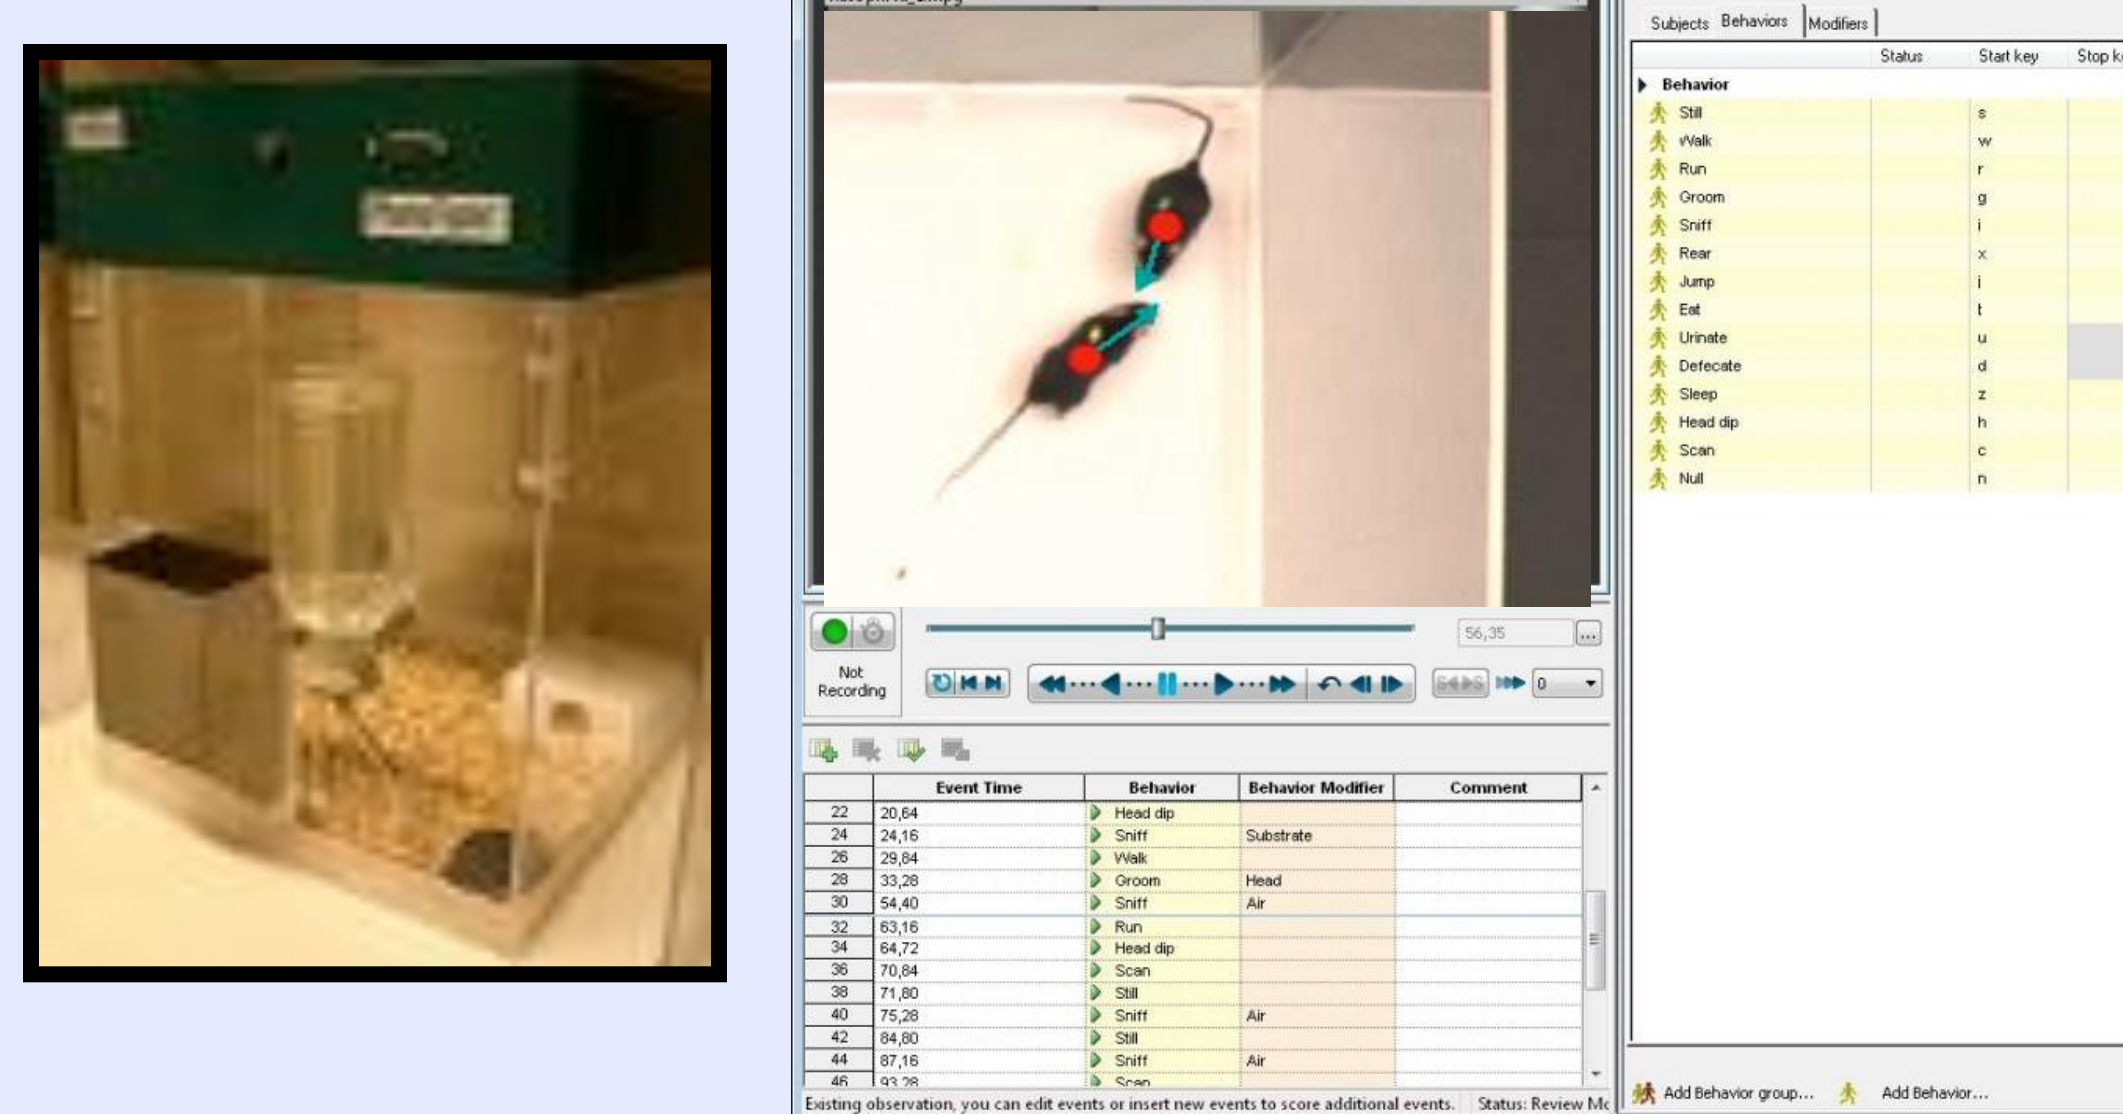 Subjects Behaviors Modifiers
Status Start key Stop k
Behavior
Still s
Walk w
Run r
Groom g
Sniff i
Rear x
Jump j
Eat t
Urinate u
Defecate d
Sleep z
Head dip h
Scan c
Null n
56,35
...
Not
Recording
0
Event Time Behavior Behavior Modifier Comment
22 20,64 Head dip
24 24,16 Sniff Substrate
26 29,84 Walk
28 33,28 Groom Head
30 54,40 Sniff Air
32 63,16 Run
34 64,72 Head dip
36 70,84 Scan
38 71,80 Still
40 75,28 Sniff Air
42 84,80 Still
44 87,16 Sniff Air
46 93,28 Scan
Existing observation, you can edit events or insert new events to score additional events. Status: Review Mo
Add Behavior group... Add Behavior...